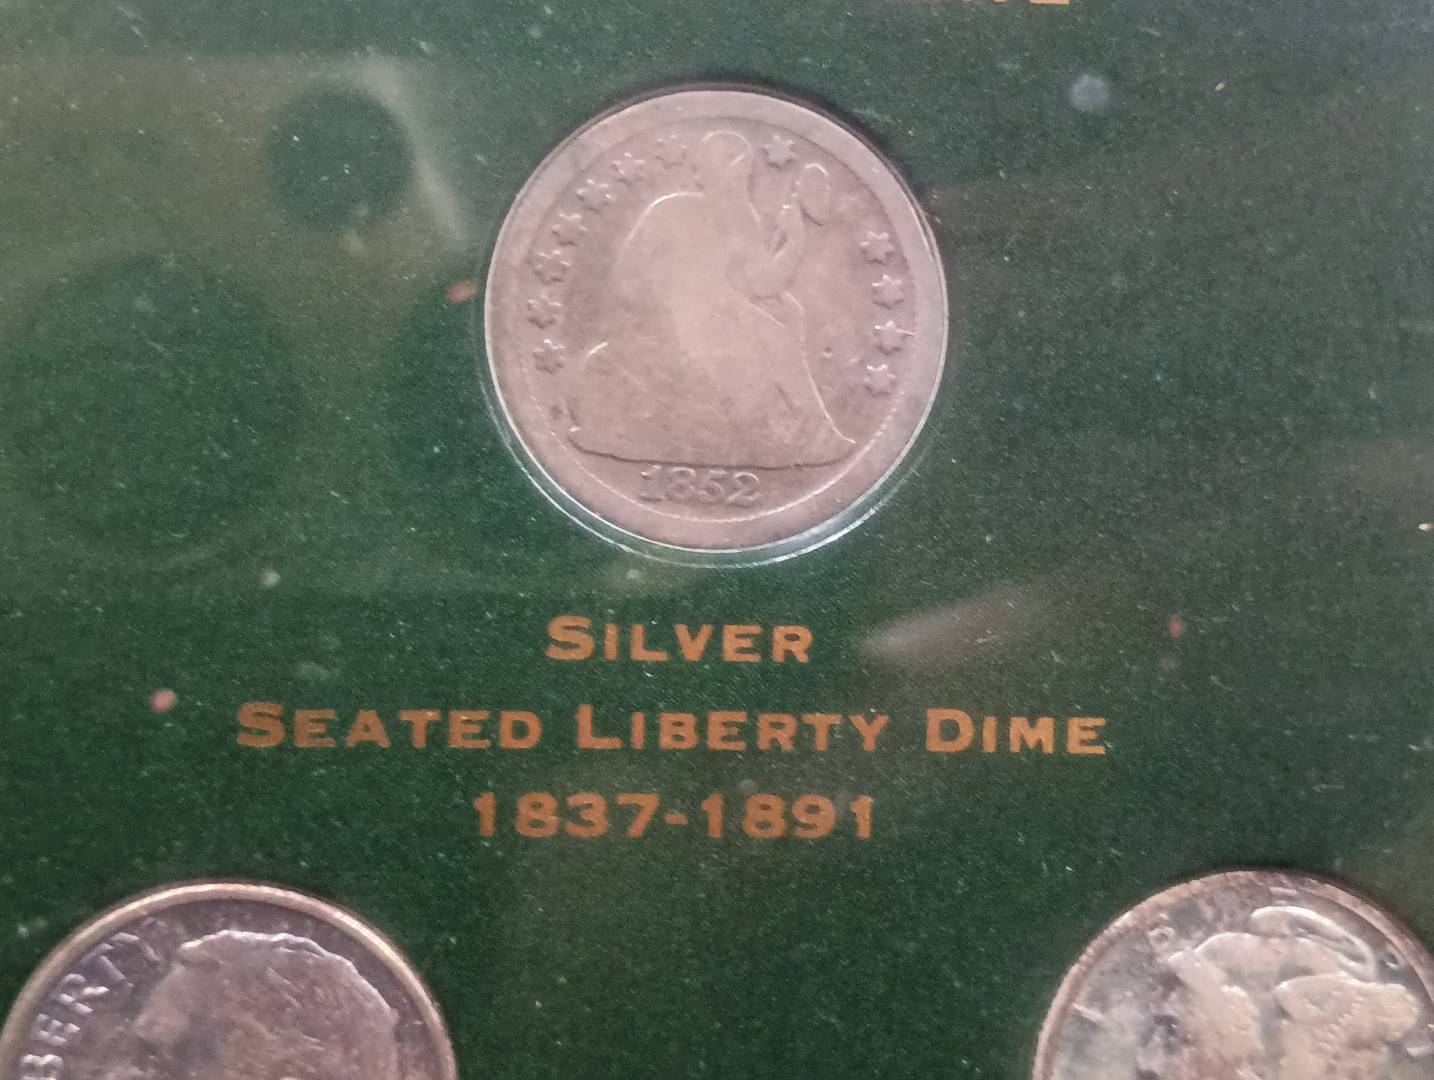 1852
SILVER
SEATED LIBERTY DIME
1837-1891